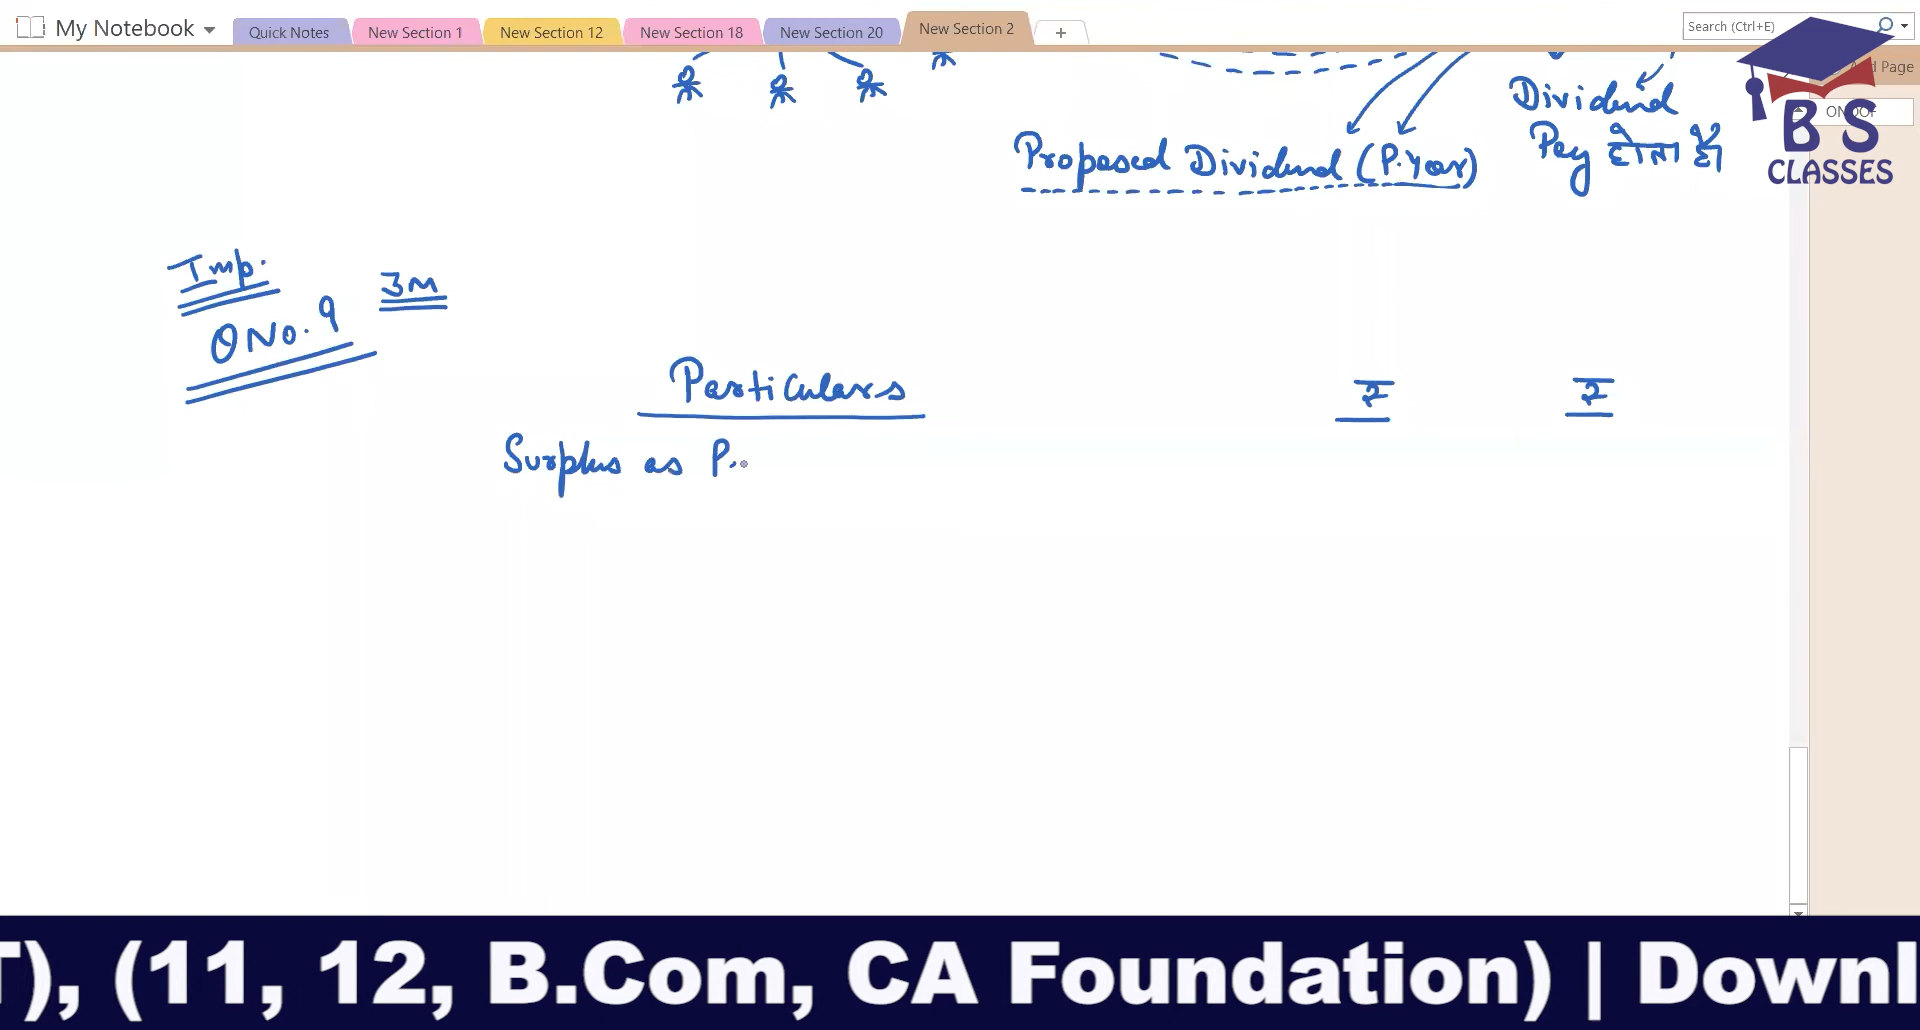 My Notebook
Quick Notes
New Section 1
New Section 12
New Section 18
New Section 20
New Section 2
+
Search (Ctrl+E)
d Page
Dividend
Pay होता है
B S
CLASSES
Proposed Dividend (P. Year)
Imp.
Q No. 9
3M
Particulars
₹
₹
Surplus as P.
T), (11, 12, B.Com, CA Foundation) | Downl